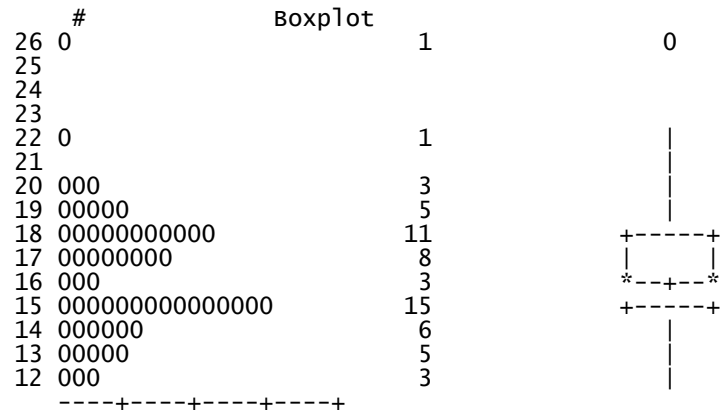 # Boxplot
26 0 1 0
25
24
23
22 0 1 |
21 |
20 000 3 |
19 00000 5 |
18 00000000000 11 +-----+
17 00000000 8 | |
16 000 3 *--+--*
15 000000000000000 15 +-----+
14 000000 6 |
13 00000 5 |
12 000 3 |
----+----+----+----+